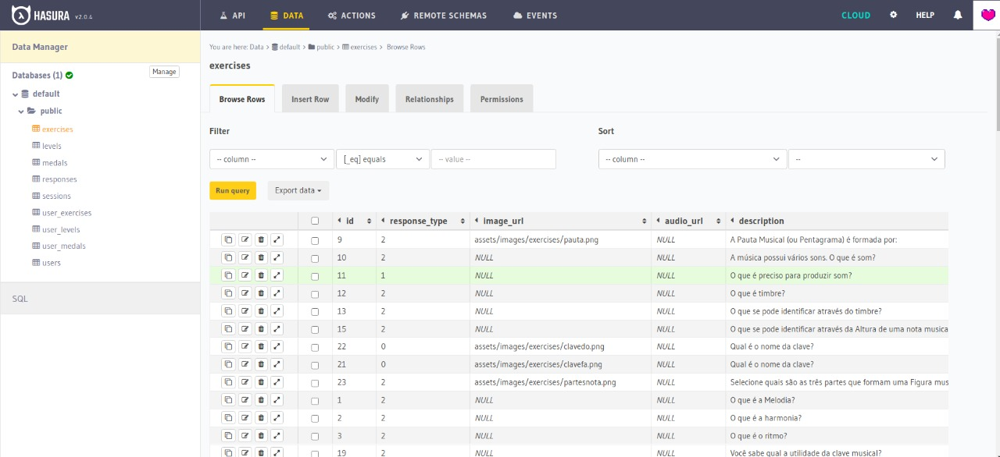 HASURA v2.0.4 API DATA ACTIONS REMOTE SCHEMAS EVENTS CLOUD HELP
Data Manager
Databases (1) Manage
default
public
exercises
levels
medals
responses
sessions
user_exercises
user_levels
user_medals
users
SQL
You are here: Data > default > public > exercises > Browse Rows
exercises
Browse Rows Insert Row Modify Relationships Permissions
Filter Sort
-- column -- [_eq] equals -- value -- -- column -- --
Run query Export data
id response_type image_url audio_url description
9 2 assets/images/exercises/pauta.png NULL A Pauta Musical (ou Pentagrama) é formada por:
10 2 NULL NULL A música possui vários sons. O que é som?
11 1 NULL NULL O que é preciso para produzir som?
12 2 NULL NULL O que é timbre?
13 2 NULL NULL O que se pode identificar através do timbre?
15 2 NULL NULL O que se pode identificar através da Altura de uma nota musica
22 0 assets/images/exercises/clavedo.png NULL Qual é o nome da clave?
21 0 assets/images/exercises/clavefa.png NULL Qual é o nome da clave?
23 2 assets/images/exercises/partesnota.png NULL Selecione quais são as três partes que formam uma Figura mus
1 2 NULL NULL O que é a Melodia?
2 2 NULL NULL O que é a harmonia?
3 2 NULL NULL O que é o ritmo?
19 2 NULL NULL Você sabe qual a utilidade da clave musical?